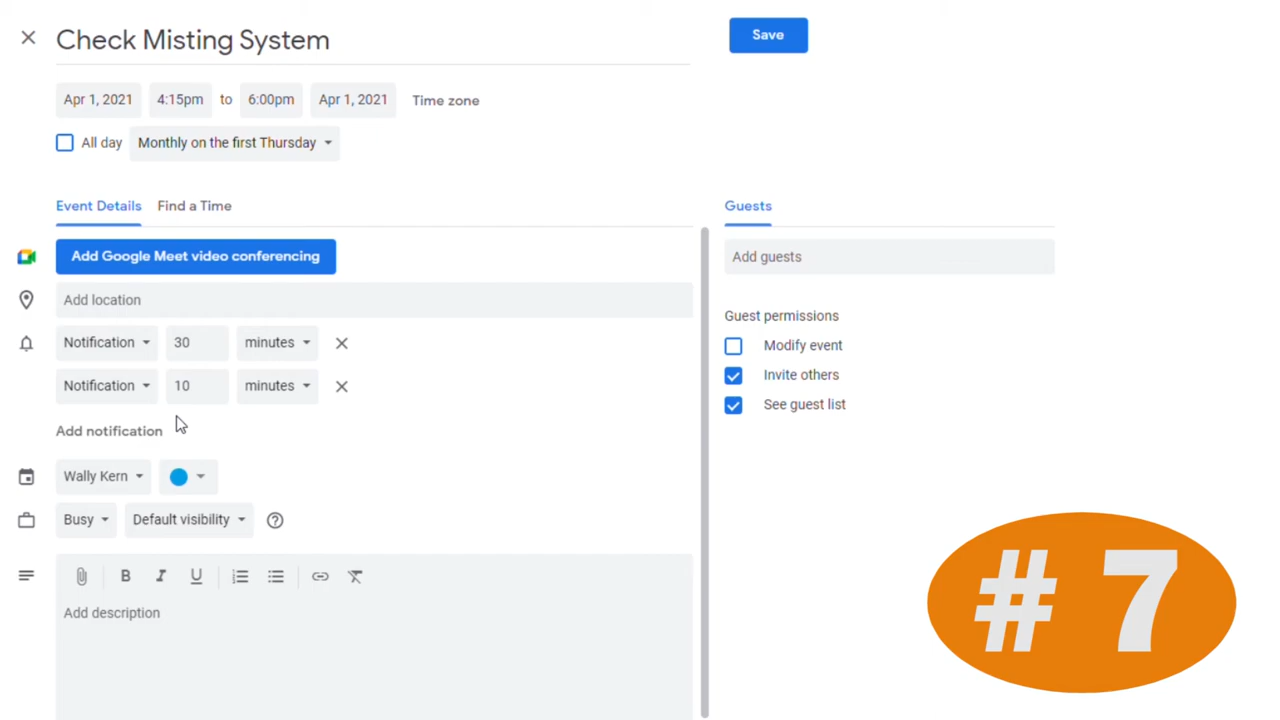 Check Misting System
Save
Apr 1, 2021 4:15pm to 6:00pm Apr 1, 2021 Time zone
All day Monthly on the first Thursday
Event Details Find a Time
Guests
Add Google Meet video conferencing
Add guests
Add location
Guest permissions
Notification 30 minutes
Modify event
Invite others
Notification 10 minutes
See guest list
Add notification
Wally Kern
Busy Default visibility
B I U
Add description
# 7